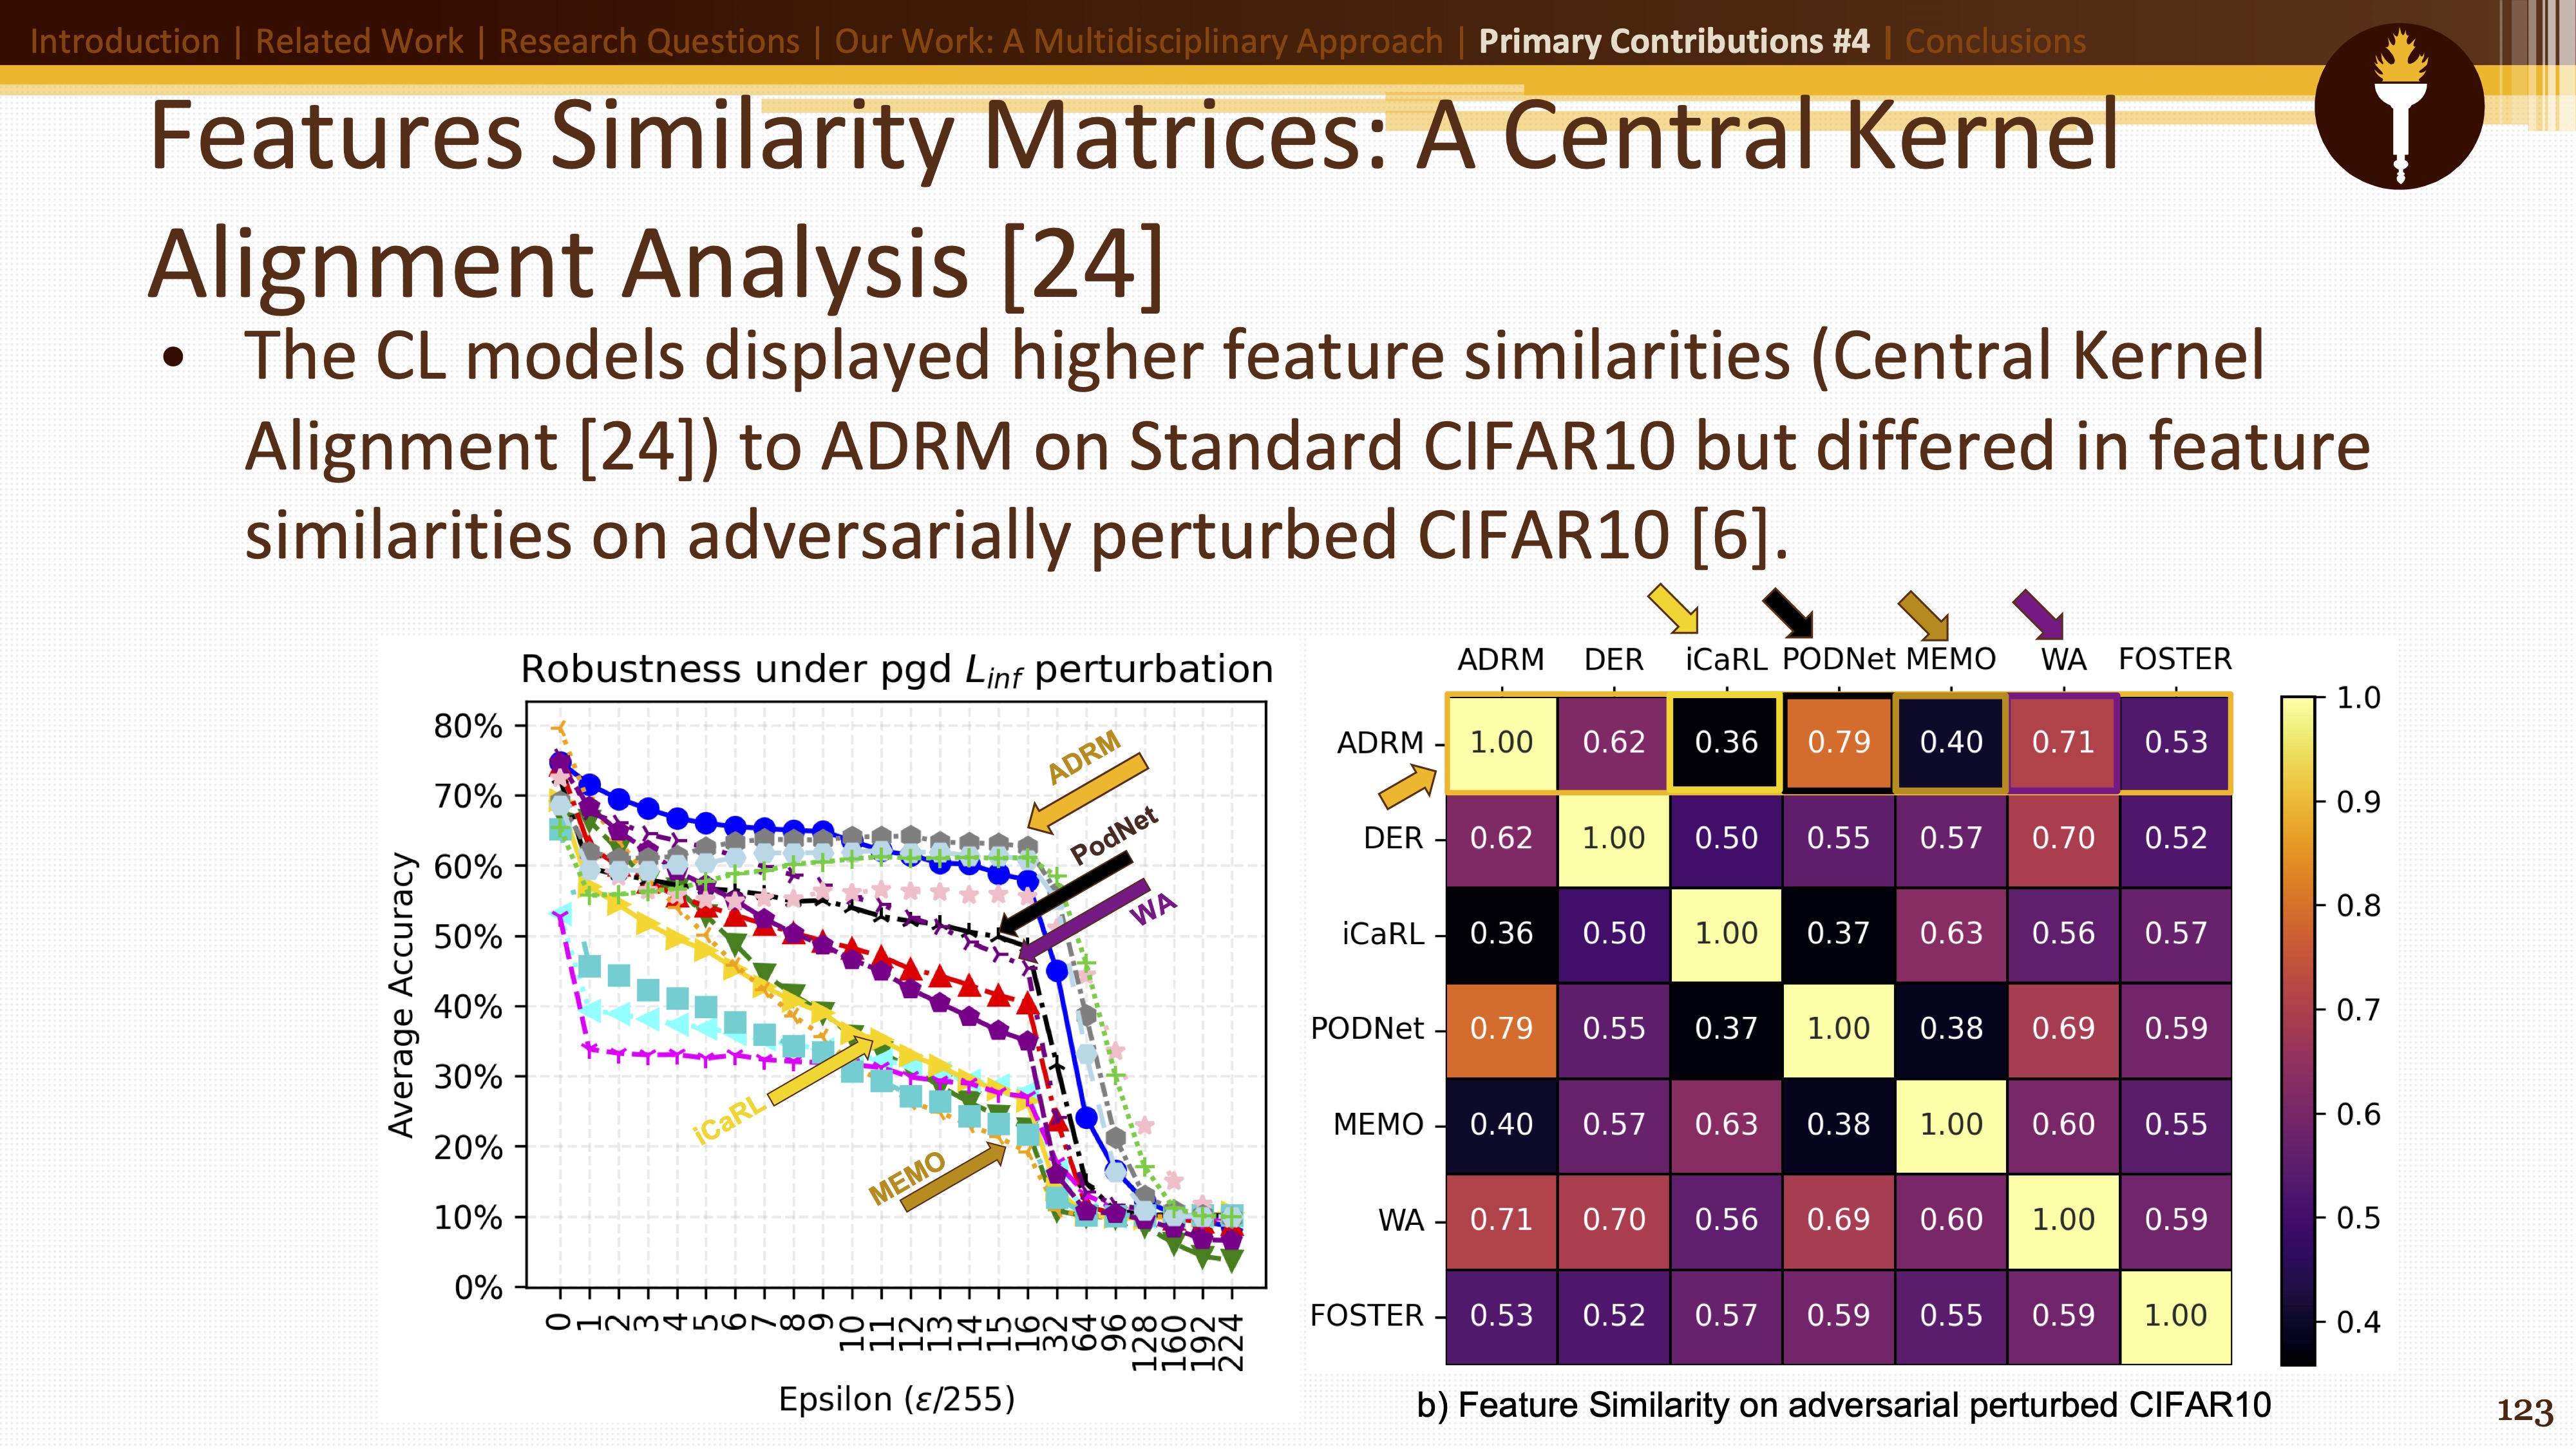 Introduction | Related Work | Research Questions | Our Work: A Multidisciplinary Approach | Primary Contributions #4 | Conclusions
Features Similarity Matrices: A Central Kernel
Alignment Analysis [24]
• The CL models displayed higher feature similarities (Central Kernel
Alignment [24]) to ADRM on Standard CIFAR10 but differed in feature
similarities on adversarially perturbed CIFAR10 [6].
Robustness under pgd L_inf perturbation
Average Accuracy
80%
70%
60%
50%
40%
30%
20%
10%
0%
ADRM
PodNet
WA
iCaRL
MEMO
0 1 2 3 4 5 6 7 8 9 10 11 12 13 14 15 16 32 64 96 128 160 192 224
Epsilon (ε/255)
ADRM DER iCaRL PODNet MEMO WA FOSTER
ADRM 1.00 0.62 0.36 0.79 0.40 0.71 0.53
DER 0.62 1.00 0.50 0.55 0.57 0.70 0.52
iCaRL 0.36 0.50 1.00 0.37 0.63 0.56 0.57
PODNet 0.79 0.55 0.37 1.00 0.38 0.69 0.59
MEMO 0.40 0.57 0.63 0.38 1.00 0.60 0.55
WA 0.71 0.70 0.56 0.69 0.60 1.00 0.59
FOSTER 0.53 0.52 0.57 0.59 0.55 0.59 1.00
1.0
0.9
0.8
0.7
0.6
0.5
0.4
b) Feature Similarity on adversarial perturbed CIFAR10
123